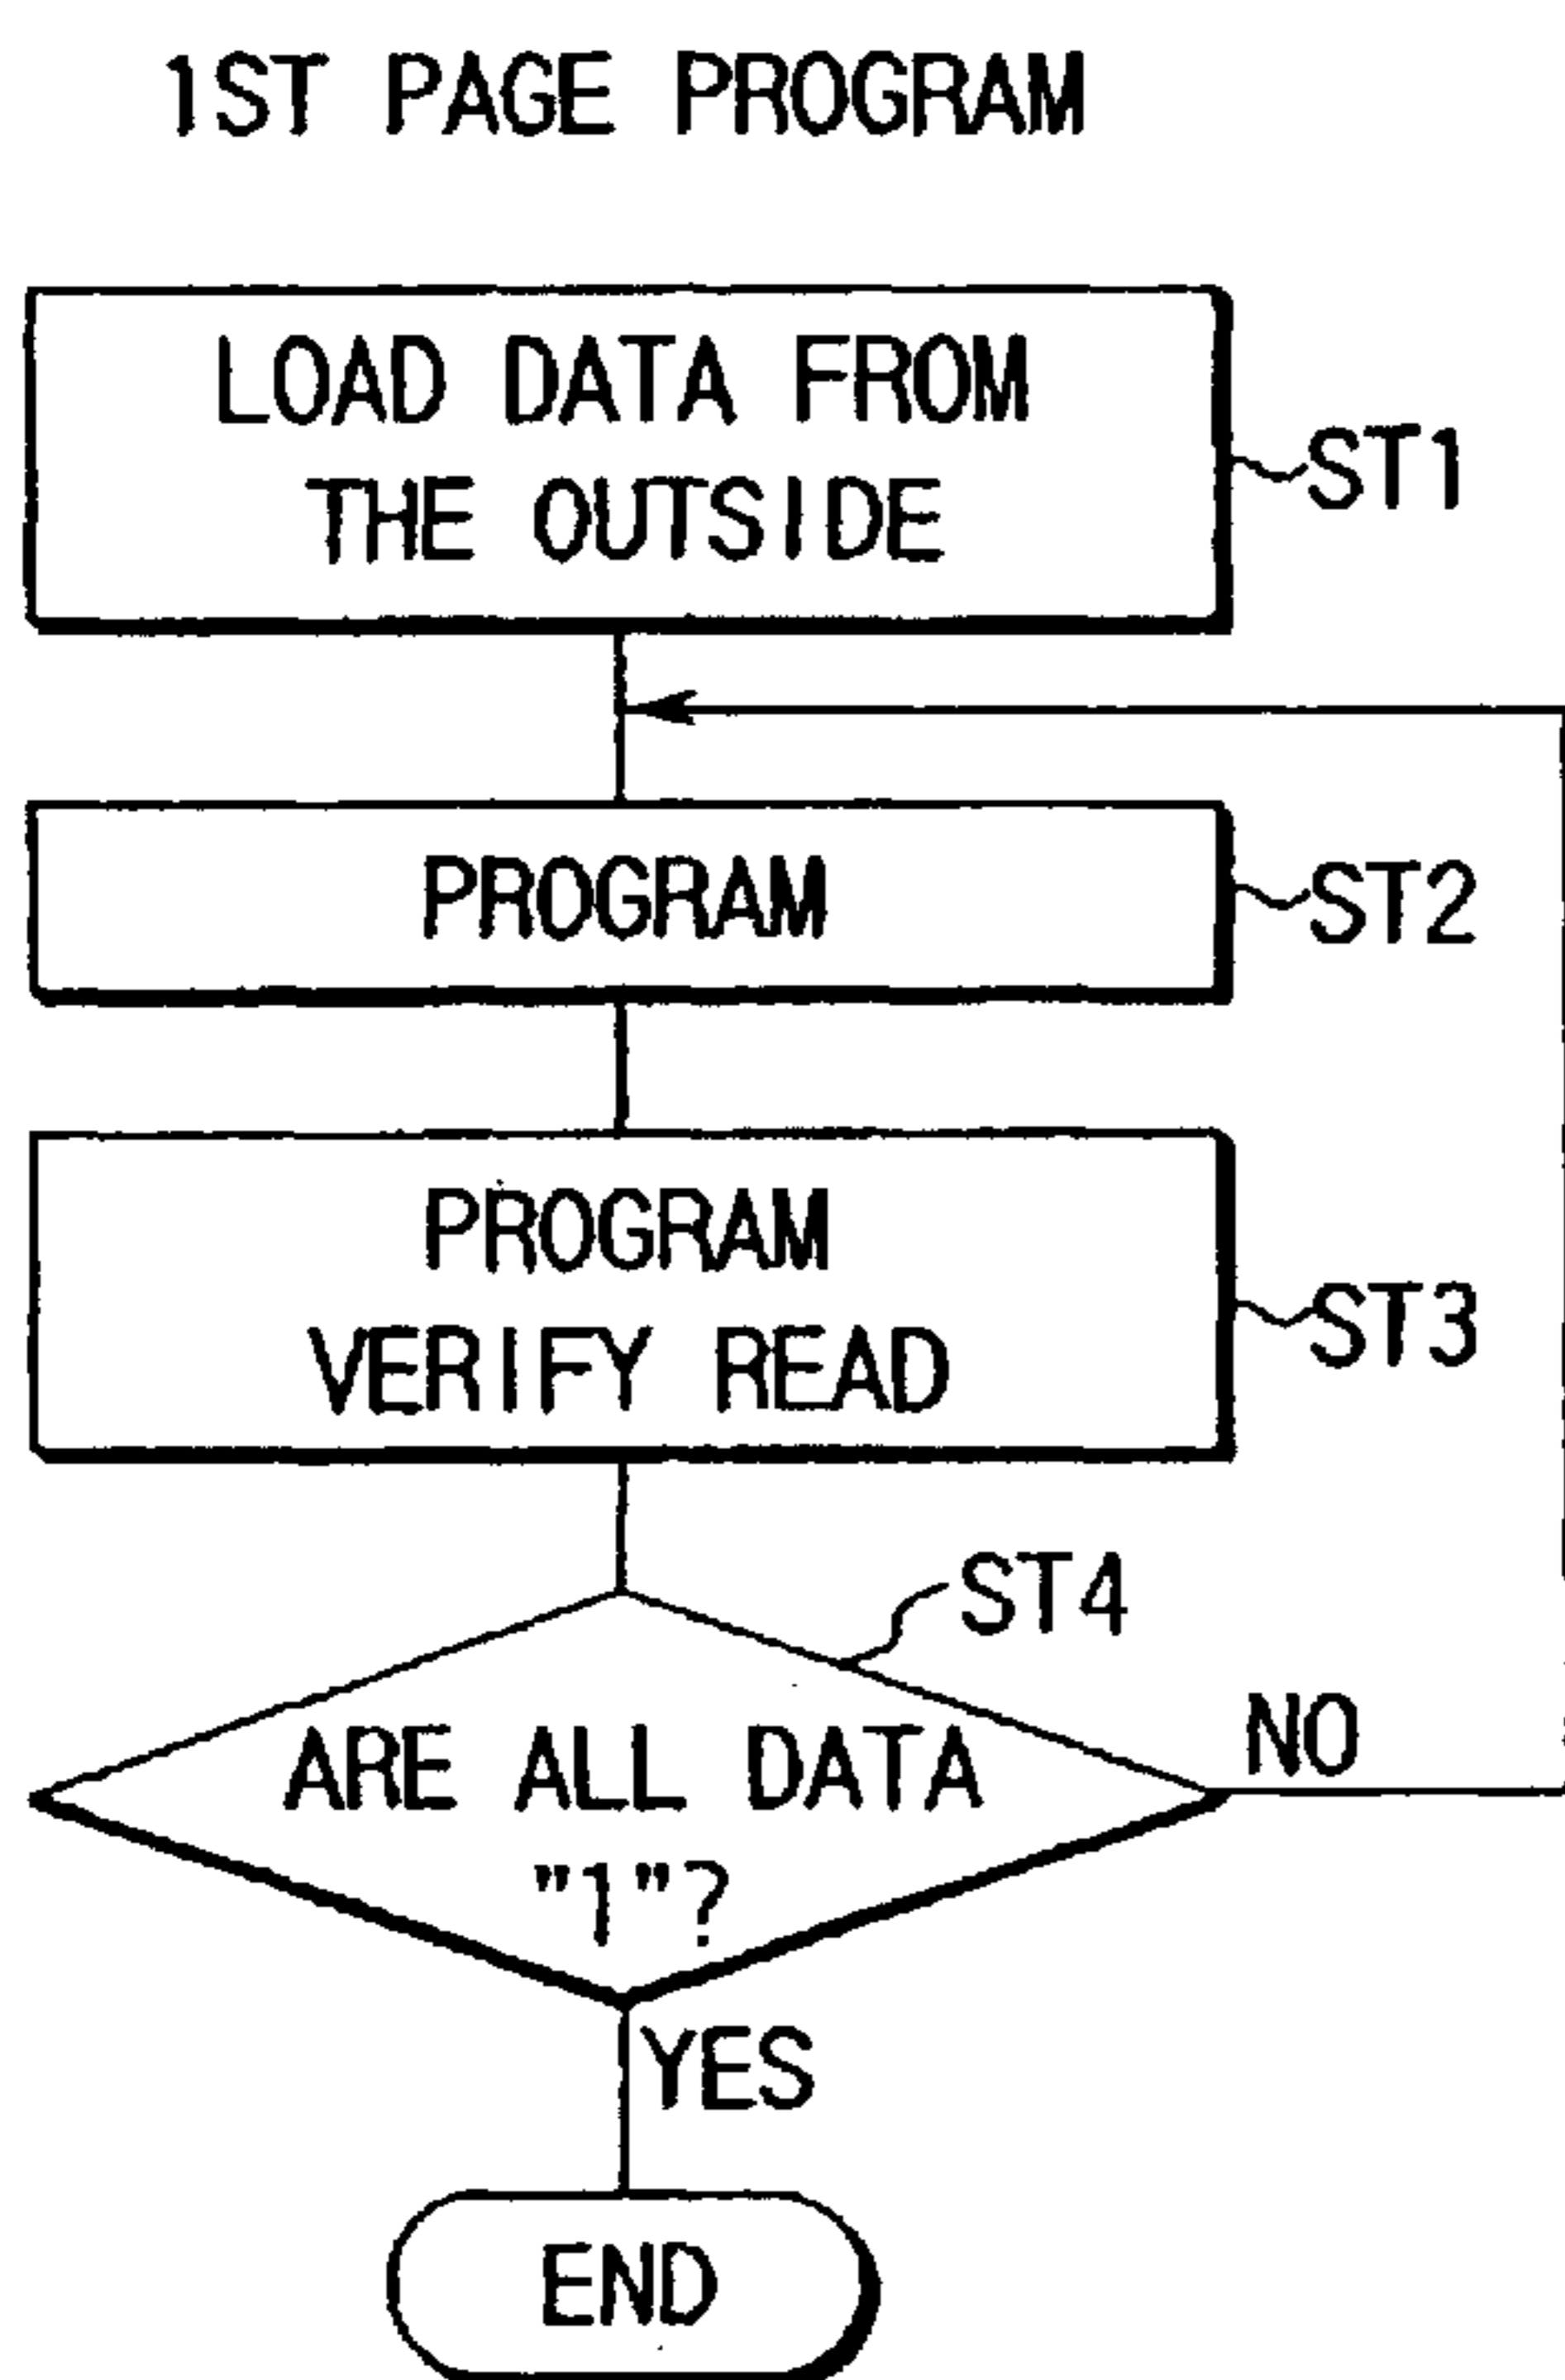 1ST PAGE PROGRAM
LOAD DATA FROM
THE OUTSIDE
ST1
PROGRAM
ST2
PROGRAM
VERIFY READ
ST3
ST4
ARE ALL DATA
"1"?
NO
YES
END